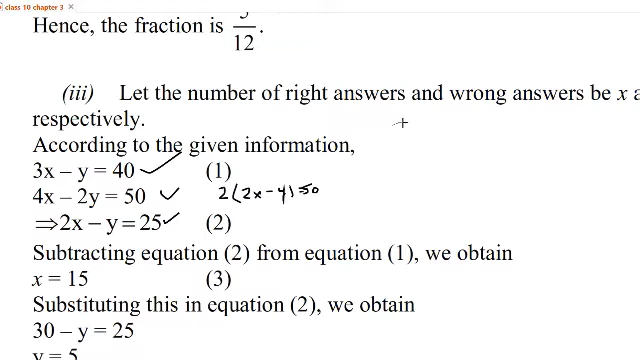 class 10 chapter 3 ×
Hence, the fraction is 5/12.
(iii) Let the number of right answers and wrong answers be x a
respectively.
According to the given information,
3x – y = 40 (1)
4x – 2y = 50 2(2x-y)=50
⇒ 2x – y = 25 (2)
Subtracting equation (2) from equation (1), we obtain
x = 15 (3)
Substituting this in equation (2), we obtain
30 – y = 25
y = 5